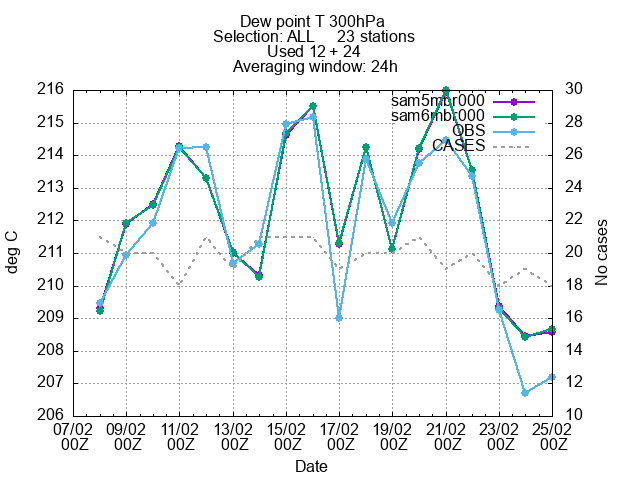 Dew point T 300hPa
Selection: ALL 23 stations
Used 12 + 24
Averaging window: 24h
216
215
214
213
212
211
210
209
208
207
206
deg C
30
28
26
24
22
20
18
16
14
12
10
No cases
sam5mbr000
sam6mbr000
OBS
CASES
07/02 09/02 11/02 13/02 15/02 17/02 19/02 21/02 23/02 25/02
00Z 00Z 00Z 00Z 00Z 00Z 00Z 00Z 00Z 00Z
Date